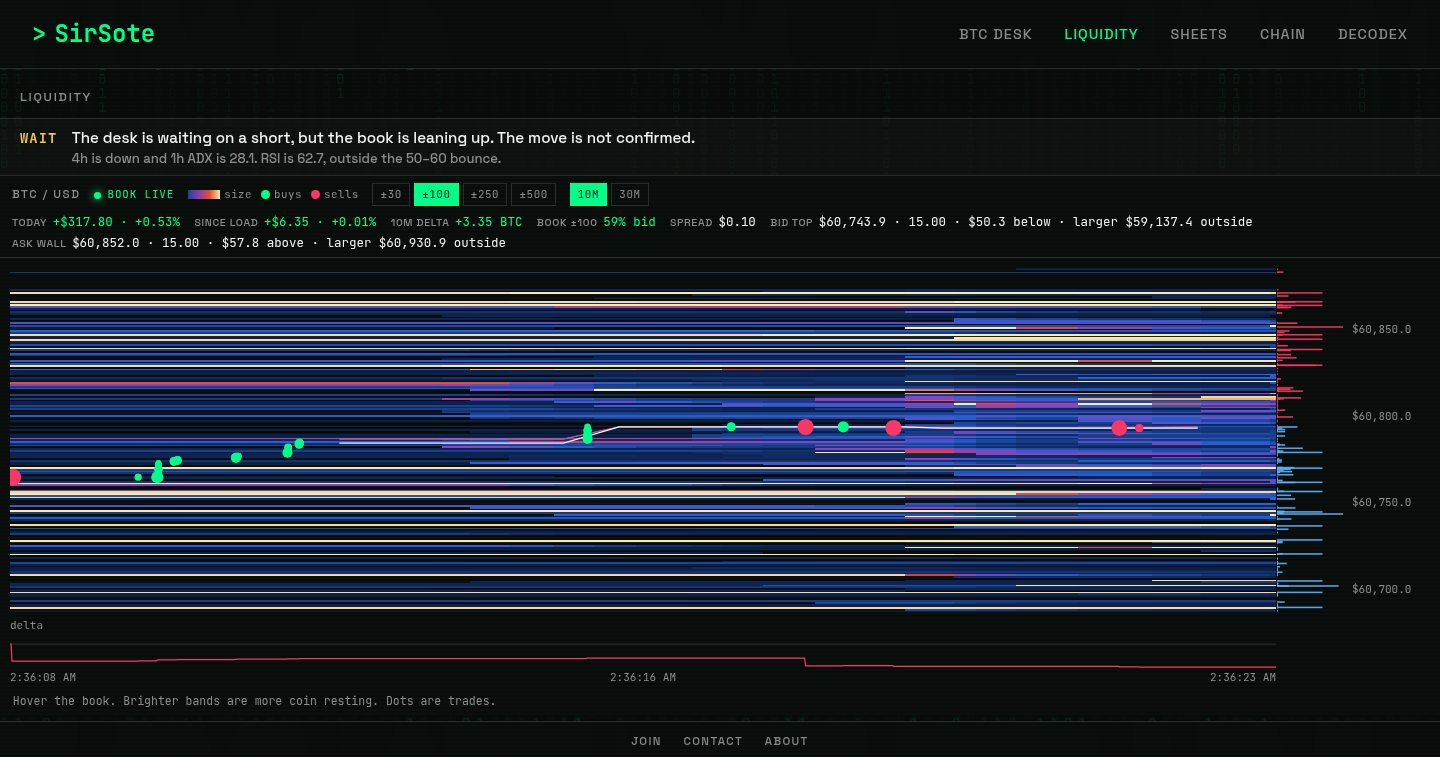 > SirSote
BTC DESK LIQUIDITY SHEETS CHAIN DECODEX
LIQUIDITY
WAIT The desk is waiting on a short, but the book is leaning up. The move is not confirmed.
4h is down and 1h ADX is 28.1. RSI is 62.7, outside the 50–60 bounce.
BTC / USD BOOK LIVE size buys sells ±30 ±100 ±250 ±500 10M 30M
TODAY +$317.80 · +0.53% SINCE LOAD +$6.35 · +0.01% 10M DELTA +3.35 BTC BOOK ±100 59% bid SPREAD $0.10 BID TOP $60,743.9 · 15.00 · $50.3 below · larger $59,137.4 outside
ASK WALL $60,852.0 · 15.00 · $57.8 above · larger $60,930.9 outside
$60,850.0
$60,800.0
$60,750.0
$60,700.0
delta
2:36:08 AM 2:36:16 AM 2:36:23 AM
Hover the book. Brighter bands are more coin resting. Dots are trades.
JOIN CONTACT ABOUT